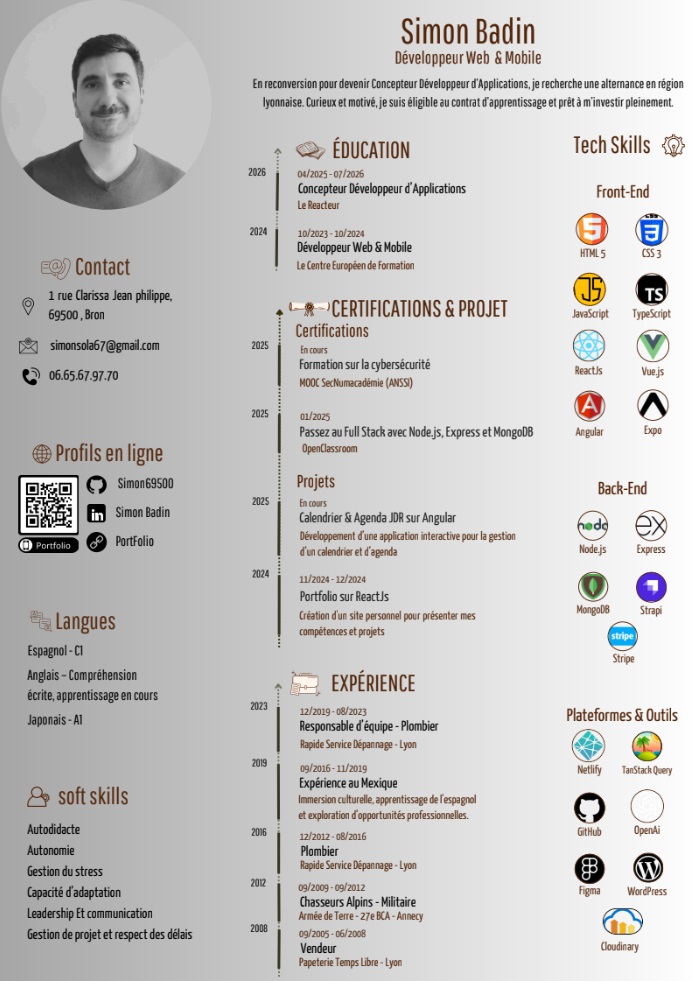 Simon Badin
Développeur Web & Mobile
En reconversion pour devenir Concepteur Développeur d'Applications, je recherche une alternance en région
lyonnaise. Curieux et motivé, je suis éligible au contrat d'apprentissage et prêt à m'investir pleinement.
Contact
1 rue Clarissa Jean philippe,
69500 , Bron
simonsola67@gmail.com
06.65.67.97.70
Profils en ligne
Portfolio
Simon69500
Simon Badin
PortFolio
Langues
Espagnol - C1
Anglais – Compréhension
écrite, apprentissage en cours
Japonais - A1
soft skills
Autodidacte
Autonomie
Gestion du stress
Capacité d'adaptation
Leadership Et communication
Gestion de projet et respect des délais
ÉDUCATION
2026
04/2025 - 07/2026
Concepteur Développeur d'Applications
Le Reacteur
2024
10/2023 - 10/2024
Développeur Web & Mobile
Le Centre Européen de Formation
CERTIFICATIONS & PROJET
Certifications
2025
En cours
Formation sur la cybersécurité
MOOC SecNumacadémie (ANSSI)
2025
01/2025
Passez au Full Stack avec Node.js, Express et MongoDB
OpenClassroom
Projets
2025
En cours
Calendrier & Agenda JDR sur Angular
Développement d'une application interactive pour la gestion
d'un calendrier et d'agenda
2024
11/2024 - 12/2024
Portfolio sur ReactJs
Création d'un site personnel pour présenter mes
compétences et projets
EXPÉRIENCE
2023
12/2019 - 08/2023
Responsable d'équipe - Plombier
Rapide Service Dépannage - Lyon
2019
09/2016 - 11/2019
Expérience au Mexique
Immersion culturelle, apprentissage de l'espagnol
et exploration d'opportunités professionnelles.
2016
12/2012 - 08/2016
Plombier
Rapide Service Dépannage - Lyon
2012
09/2009 - 09/2012
Chasseurs Alpins - Militaire
Armée de Terre - 27e BCA - Annecy
2008
09/2005 - 06/2008
Vendeur
Papeterie Temps Libre - Lyon
Tech Skills
Front-End
HTML 5
CSS 3
JS
TS
JavaScript
TypeScript
ReactJs
Vue.js
Angular
Expo
Back-End
node
ex
Node.js
Express
MongoDB
Strapi
stripe
Stripe
Plateformes & Outils
Netlify
TanStack Query
GitHub
OpenAi
Figma
WordPress
Cloudinary